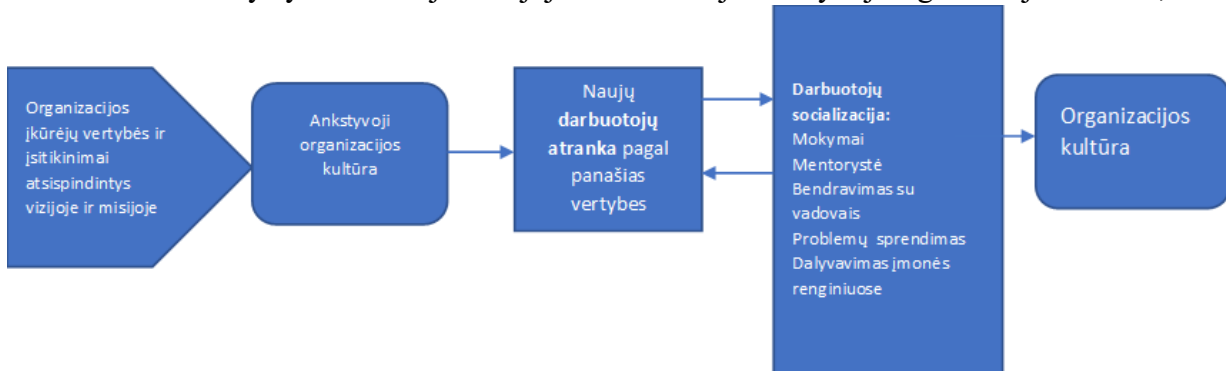 Organizacijos
įkūrėjų vertybės ir
įsitikinimai
atsispindintys
vizijoje ir misijoje
Ankstyvoji
organizacijos
kultūra
Naujų
darbuotojų
atranka pagal
panašias
vertybes
Darbuotojų
socializacija:
Mokymai
Mentorystė
Bendravimas su
vadovais
Problemų sprendimas
Dalyvavimas įmonės
renginiuose
Organizacijos
kultūra